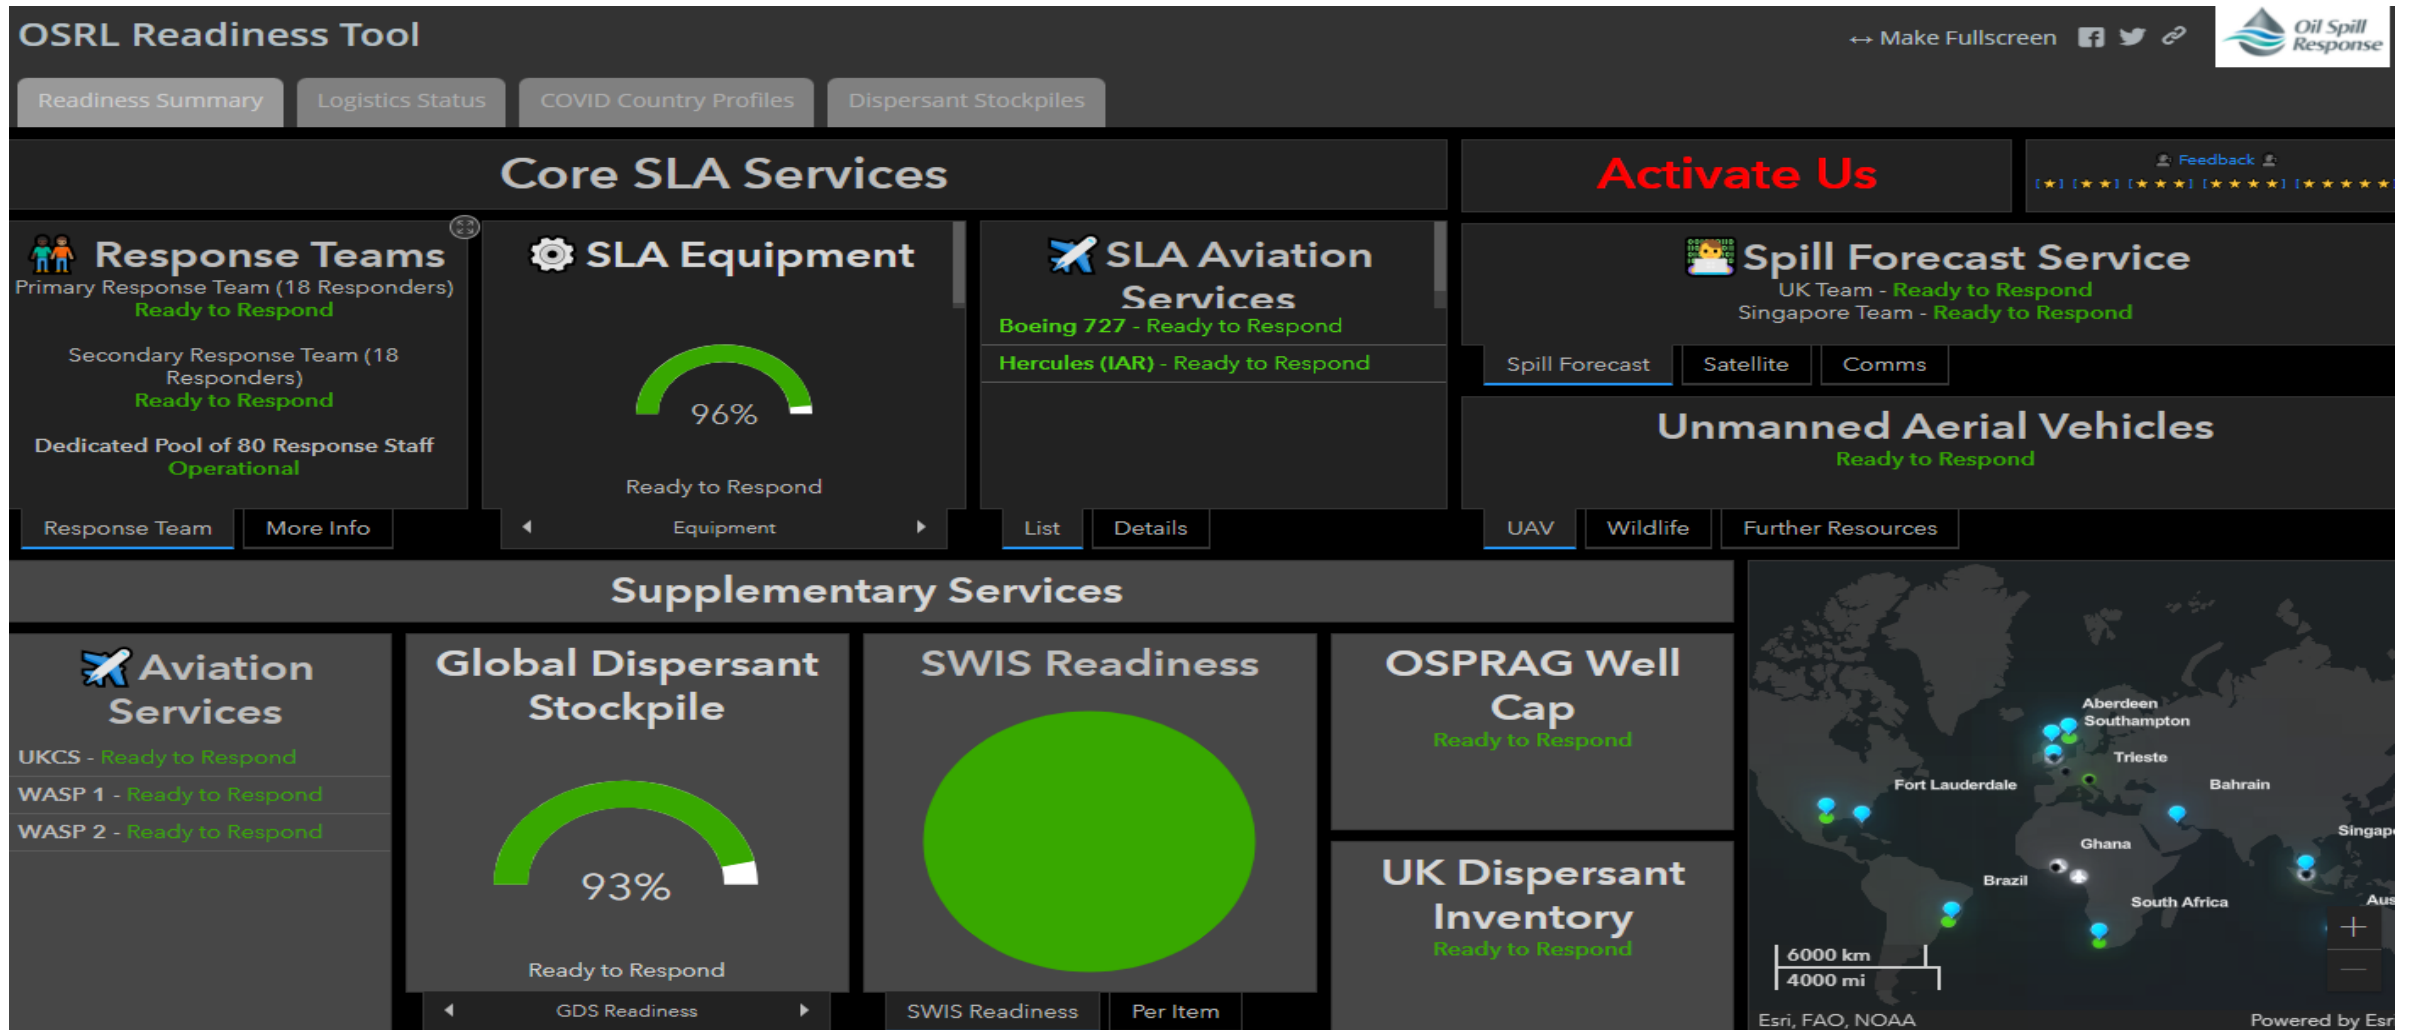 OSRL Readiness Tool
Make Fullscreen
Oil Spill
Response
Readiness Summary
Logistics Status
COVID Country Profiles
Dispersant Stockpiles
Core SLA Services
Activate Us
Feedback
[★] [★★] [★★★] [★★★★] [★★★★★
Response Teams
Primary Response Team (18 Responders)
Ready to Respond
Secondary Response Team (18
Responders)
Ready to Respond
Dedicated Pool of 80 Response Staff
Operational
Response Team
More Info
SLA Equipment
96%
Ready to Respond
Equipment
SLA Aviation
Services
Boeing 727 - Ready to Respond
Hercules (IAR) - Ready to Respond
List
Details
Spill Forecast Service
UK Team - Ready to Respond
Singapore Team - Ready to Respond
Spill Forecast
Satellite
Comms
Unmanned Aerial Vehicles
Ready to Respond
UAV
Wildlife
Further Resources
Supplementary Services
Aviation
Services
UKCS - Ready to Respond
WASP 1 - Ready to Respond
WASP 2 - Ready to Respond
Global Dispersant
Stockpile
93%
Ready to Respond
GDS Readiness
SWIS Readiness
SWIS Readiness
Per Item
OSPRAG Well
Cap
Ready to Respond
UK Dispersant
Inventory
Ready to Respond
Aberdeen
Southampton
Trieste
Fort Lauderdale
Bahrain
Singap
Ghana
Brazil
South Africa
Aus
6000 km
4000 mi
Esri, FAO, NOAA
Powered by Esr